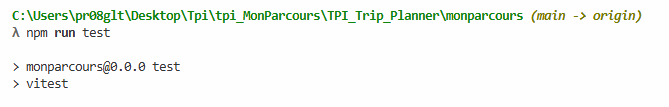 C:\Users\pr08glt\Desktop\Tpi\tpi_MonParcours\TPI_Trip_Planner\monparcours (main -> origin)
λ npm run test
> monparcours@0.0.0 test
> vitest